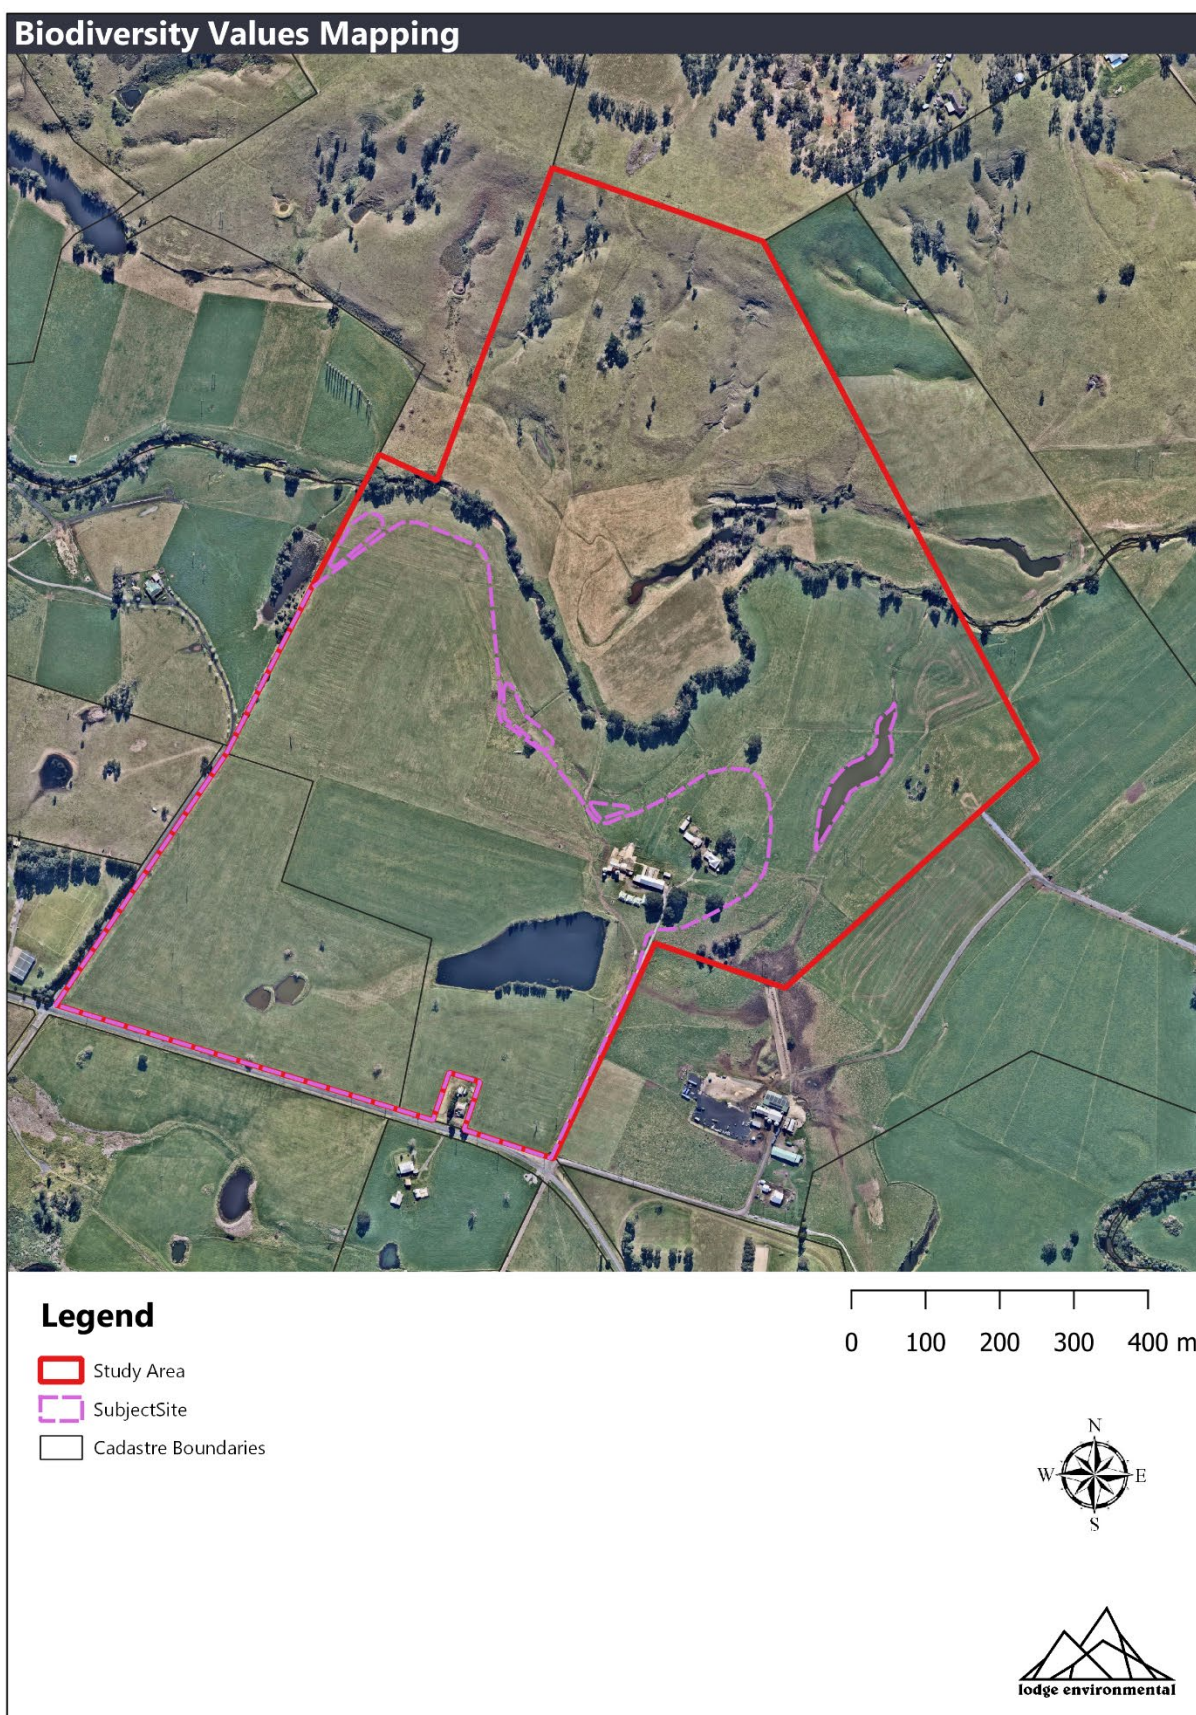 Biodiversity Values Mapping
Legend
Study Area
SubjectSite
Cadastre Boundaries
0 100 200 300 400 m
N
W E
S
lodge environmental